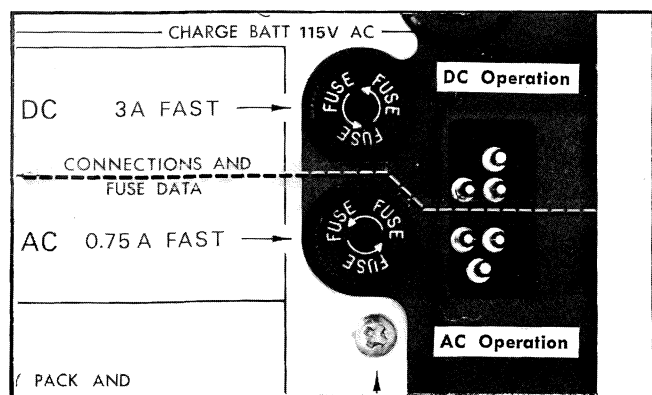 CHARGE BATT 115V AC
DC Operation
DC 3A FAST
FUSE FUSE FUSE
CONNECTIONS AND
FUSE DATA
AC 0.75A FAST
FUSE FUSE FUSE
AC Operation
PACK AND